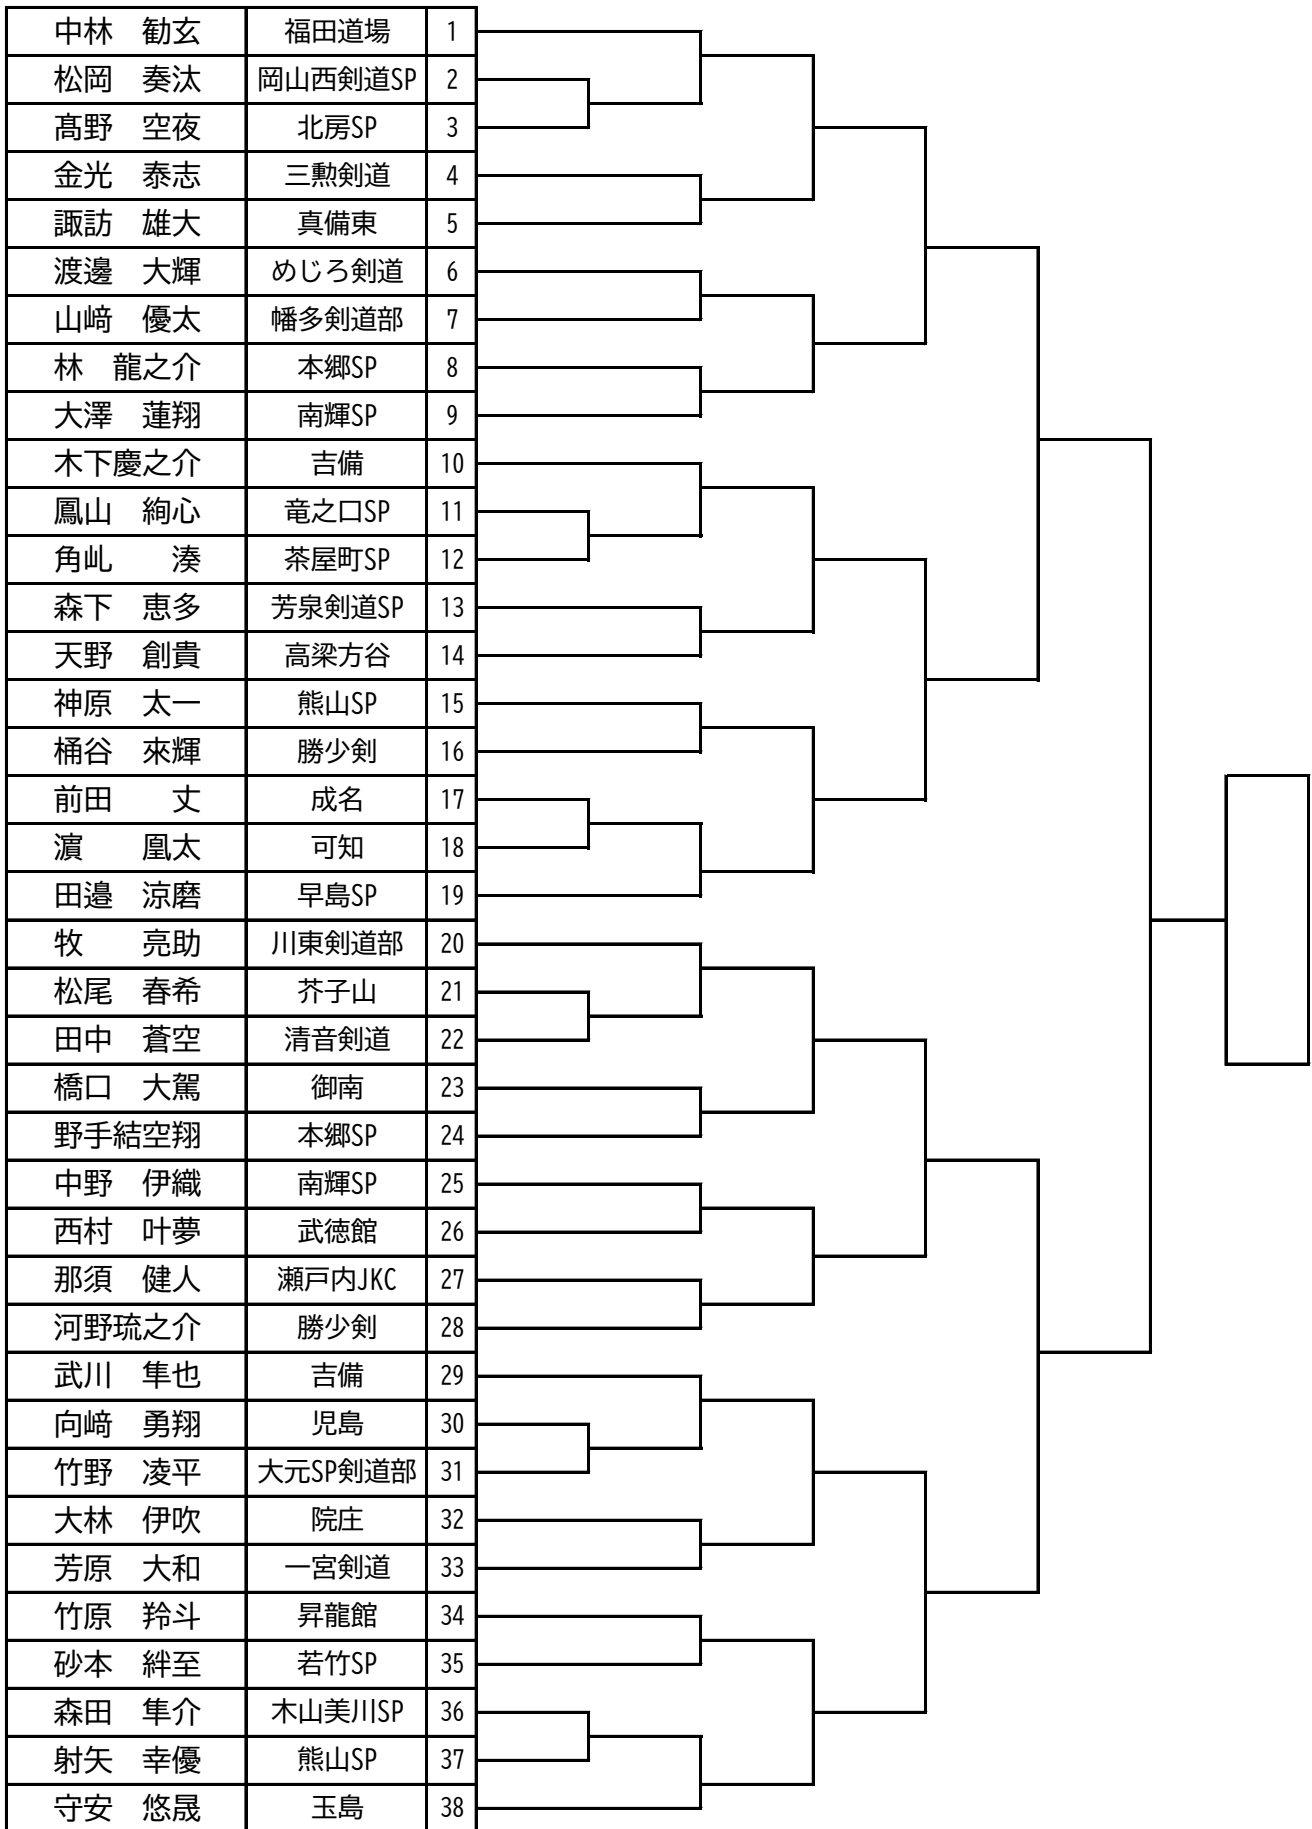 中林　勧玄 福田道場 1
松岡　奏汰 岡山西剣道SP 2
髙野　空夜 北房SP 3
金光　泰志 三勲剣道 4
諏訪　雄大 真備東 5
渡邊　大輝 めじろ剣道 6
山﨑　優太 幡多剣道部 7
林　龍之介 本郷SP 8
大澤　蓮翔 南輝SP 9
木下慶之介 吉備 10
鳳山　絢心 竜之口SP 11
角乢　　湊 茶屋町SP 12
森下　恵多 芳泉剣道SP 13
天野　創貴 高梁方谷 14
神原　太一 熊山SP 15
桶谷　來輝 勝少剣 16
前田　　丈 成名 17
濵　　凰太 可知 18
田邉　涼磨 早島SP 19
牧　　亮助 川東剣道部 20
松尾　春希 芥子山 21
田中　蒼空 清音剣道 22
橋口　大駕 御南 23
野手結空翔 本郷SP 24
中野　伊織 南輝SP 25
西村　叶夢 武徳館 26
那須　健人 瀬戸内JKC 27
河野琉之介 勝少剣 28
武川　隼也 吉備 29
向﨑　勇翔 児島 30
竹野　凌平 大元SP剣道部 31
大林　伊吹 院庄 32
芳原　大和 一宮剣道 33
竹原　羚斗 昇龍館 34
砂本　絆至 若竹SP 35
森田　隼介 木山美川SP 36
射矢　幸優 熊山SP 37
守安　悠晟 玉島 38